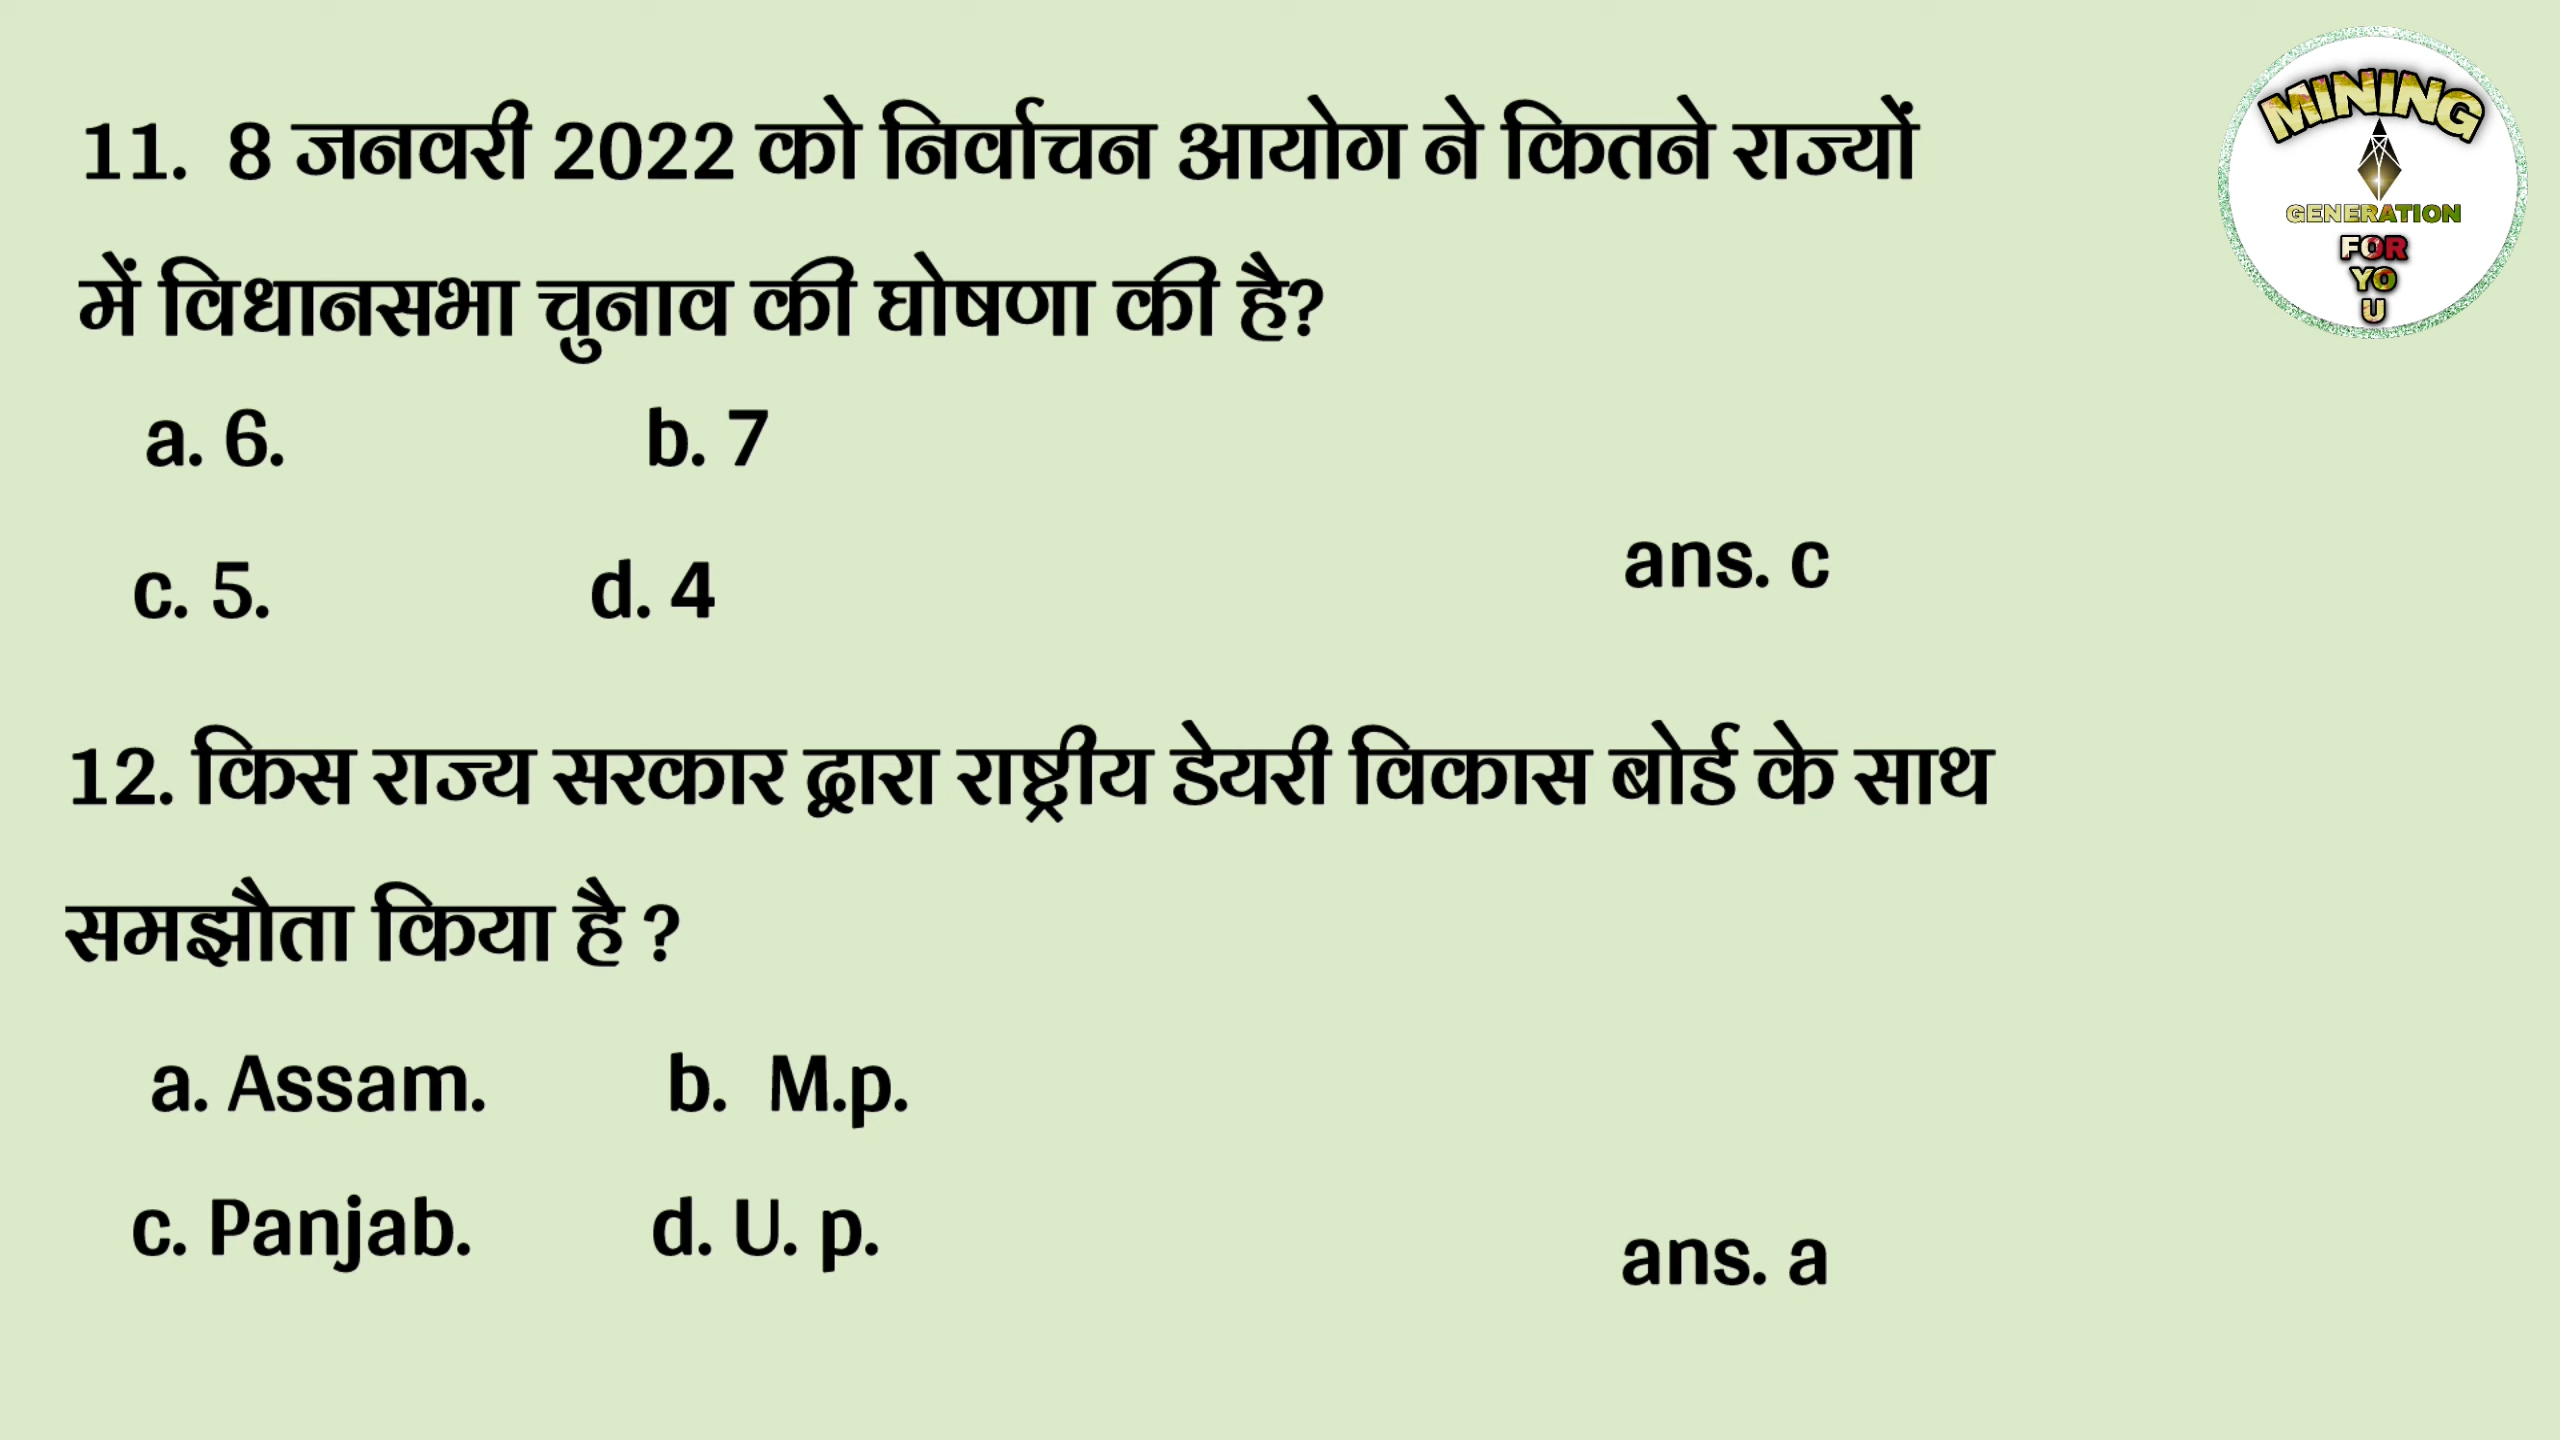 11. 8 जनवरी 2022 को निर्वाचन आयोग ने कितने राज्यों
में विधानसभा चुनाव की घोषणा की है?
a. 6. b. 7
c. 5. d. 4
ans. c
12. किस राज्य सरकार द्वारा राष्ट्रीय डेयरी विकास बोर्ड के साथ
समझौता किया है ?
a. Assam. b. M.p.
c. Panjab. d. U. p.
ans. a
MINING
GENERATION
FOR
YO
U